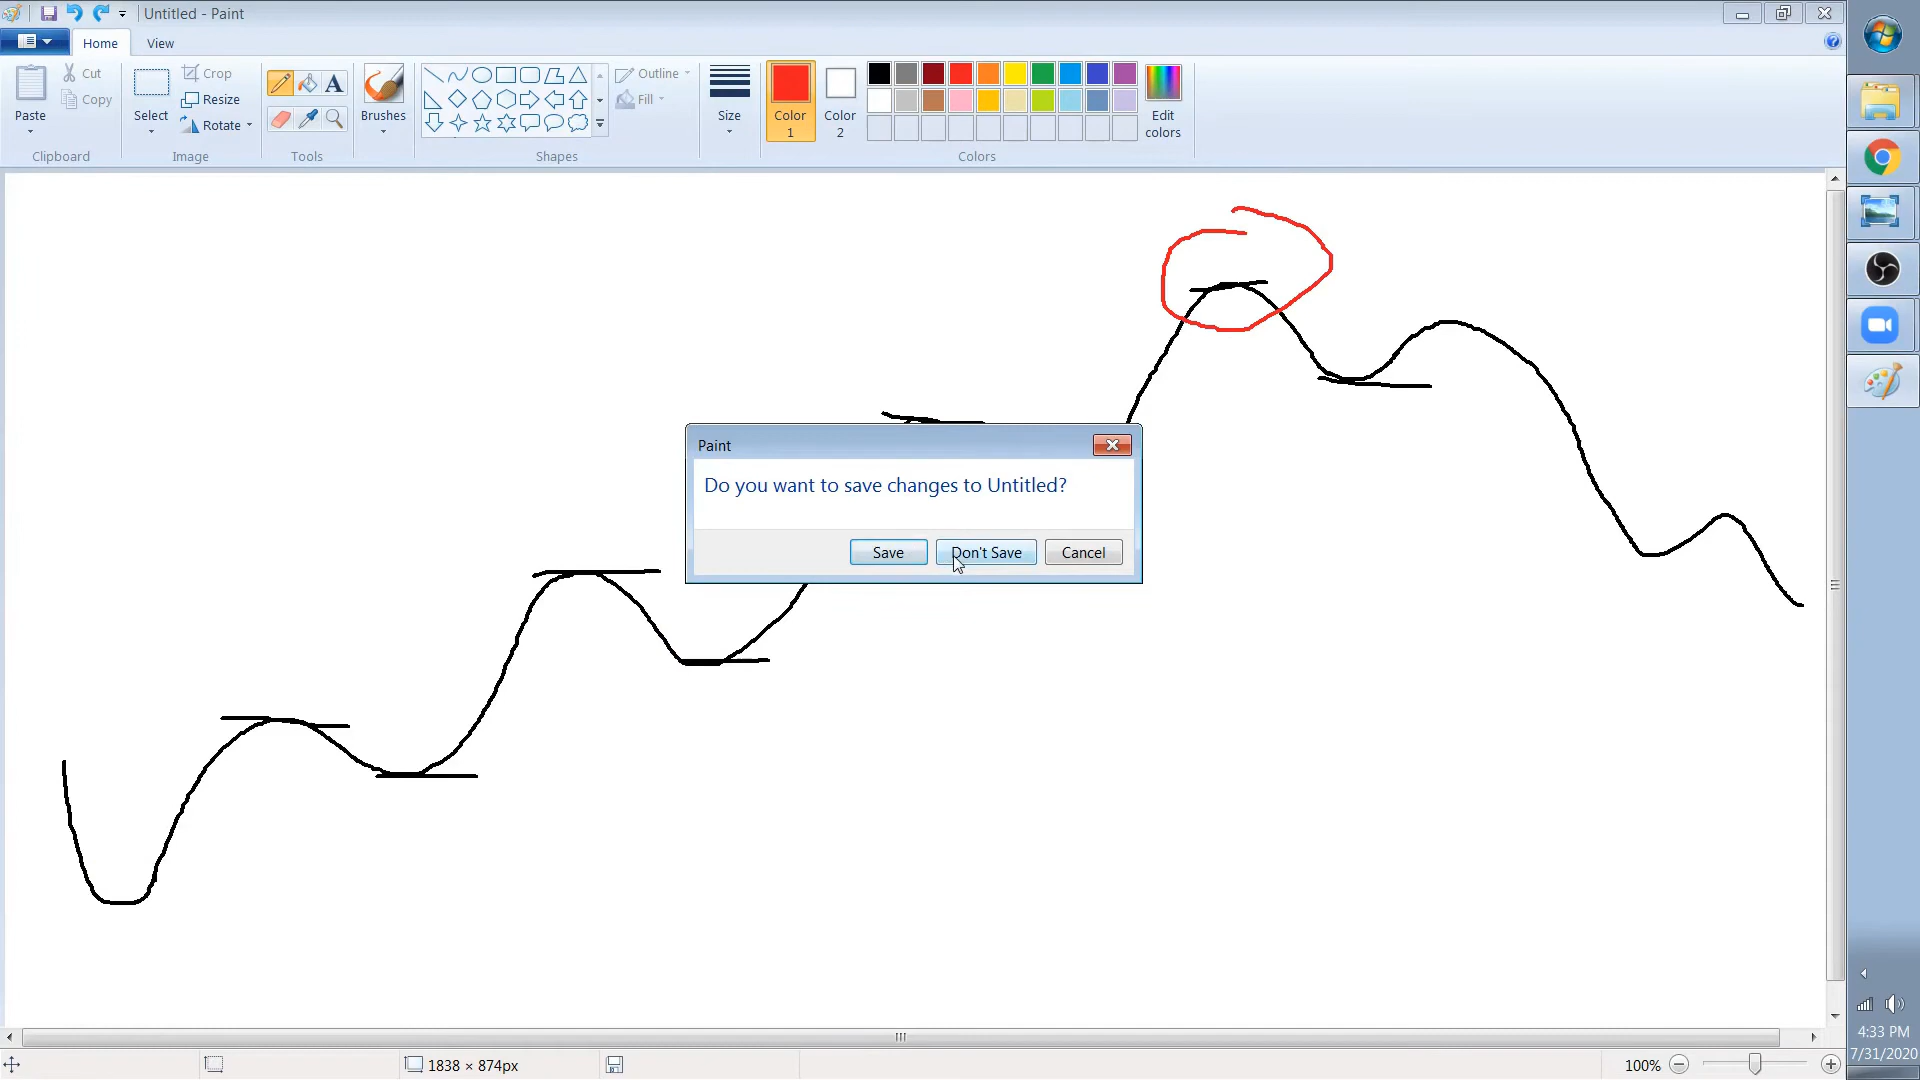 Untitled - Paint
Home
View
Paste
Cut
Copy
Clipboard
Select
Crop
Resize
Rotate
Image
A
Tools
Brushes
Outline
Fill
Shapes
Size
Color 1
Color 2
Edit colors
Colors
Paint
Do you want to save changes to Untitled?
Save
Don't Save
Cancel
1838 × 874px
100%
4:33 PM
7/31/2020